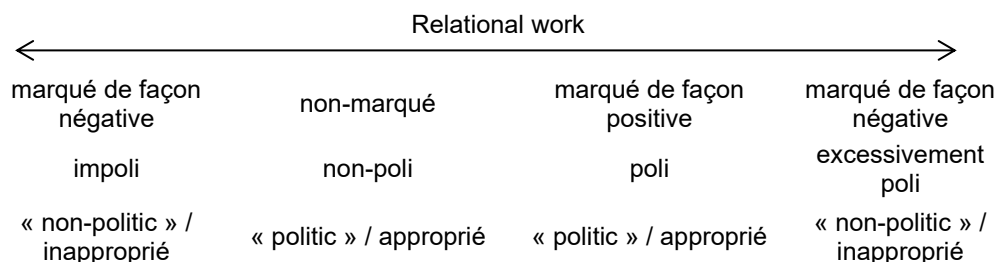 Relational work
marqué de façon négative non-marqué marqué de façon positive marqué de façon négative
impoli non-poli poli excessivement poli
« non-politic » / inapproprié « politic » / approprié « politic » / approprié « non-politic » / inapproprié